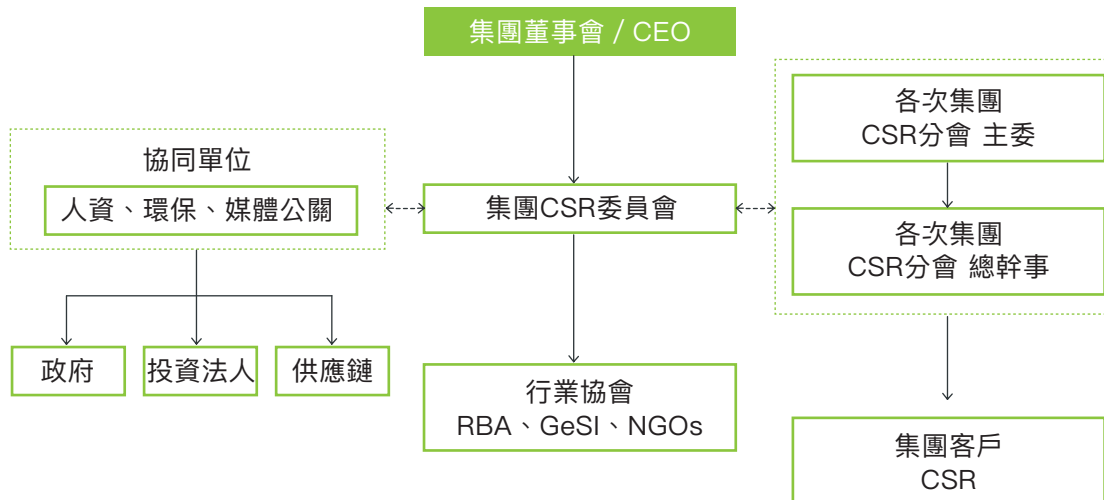 集團董事會 / CEO
協同單位
人資、環保、媒體公關
政府
投資法人
供應鏈
集團CSR委員會
行業協會
RBA、GeSI、NGOs
各次集團
CSR分會 主委
各次集團
CSR分會 總幹事
集團客戶
CSR